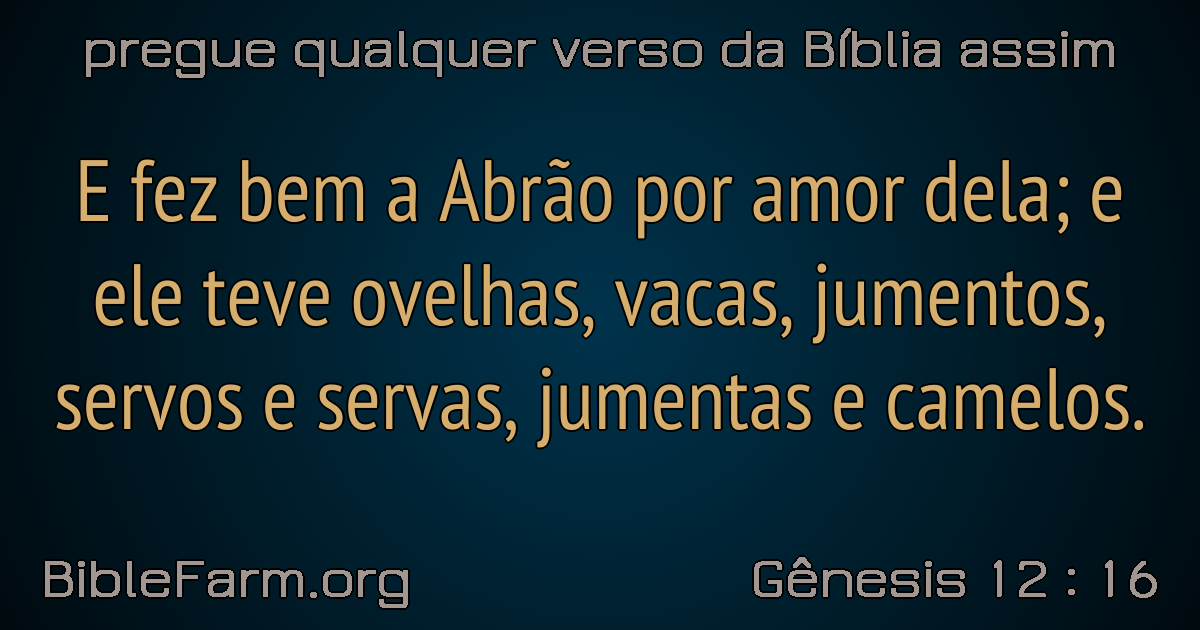 pregue qualquer verso da Bíblia assim
E fez bem a Abrão por amor dela; e
ele teve ovelhas, vacas, jumentos,
servos e servas, jumentas e camelos.
BibleFarm.org
Gênesis 12 : 16